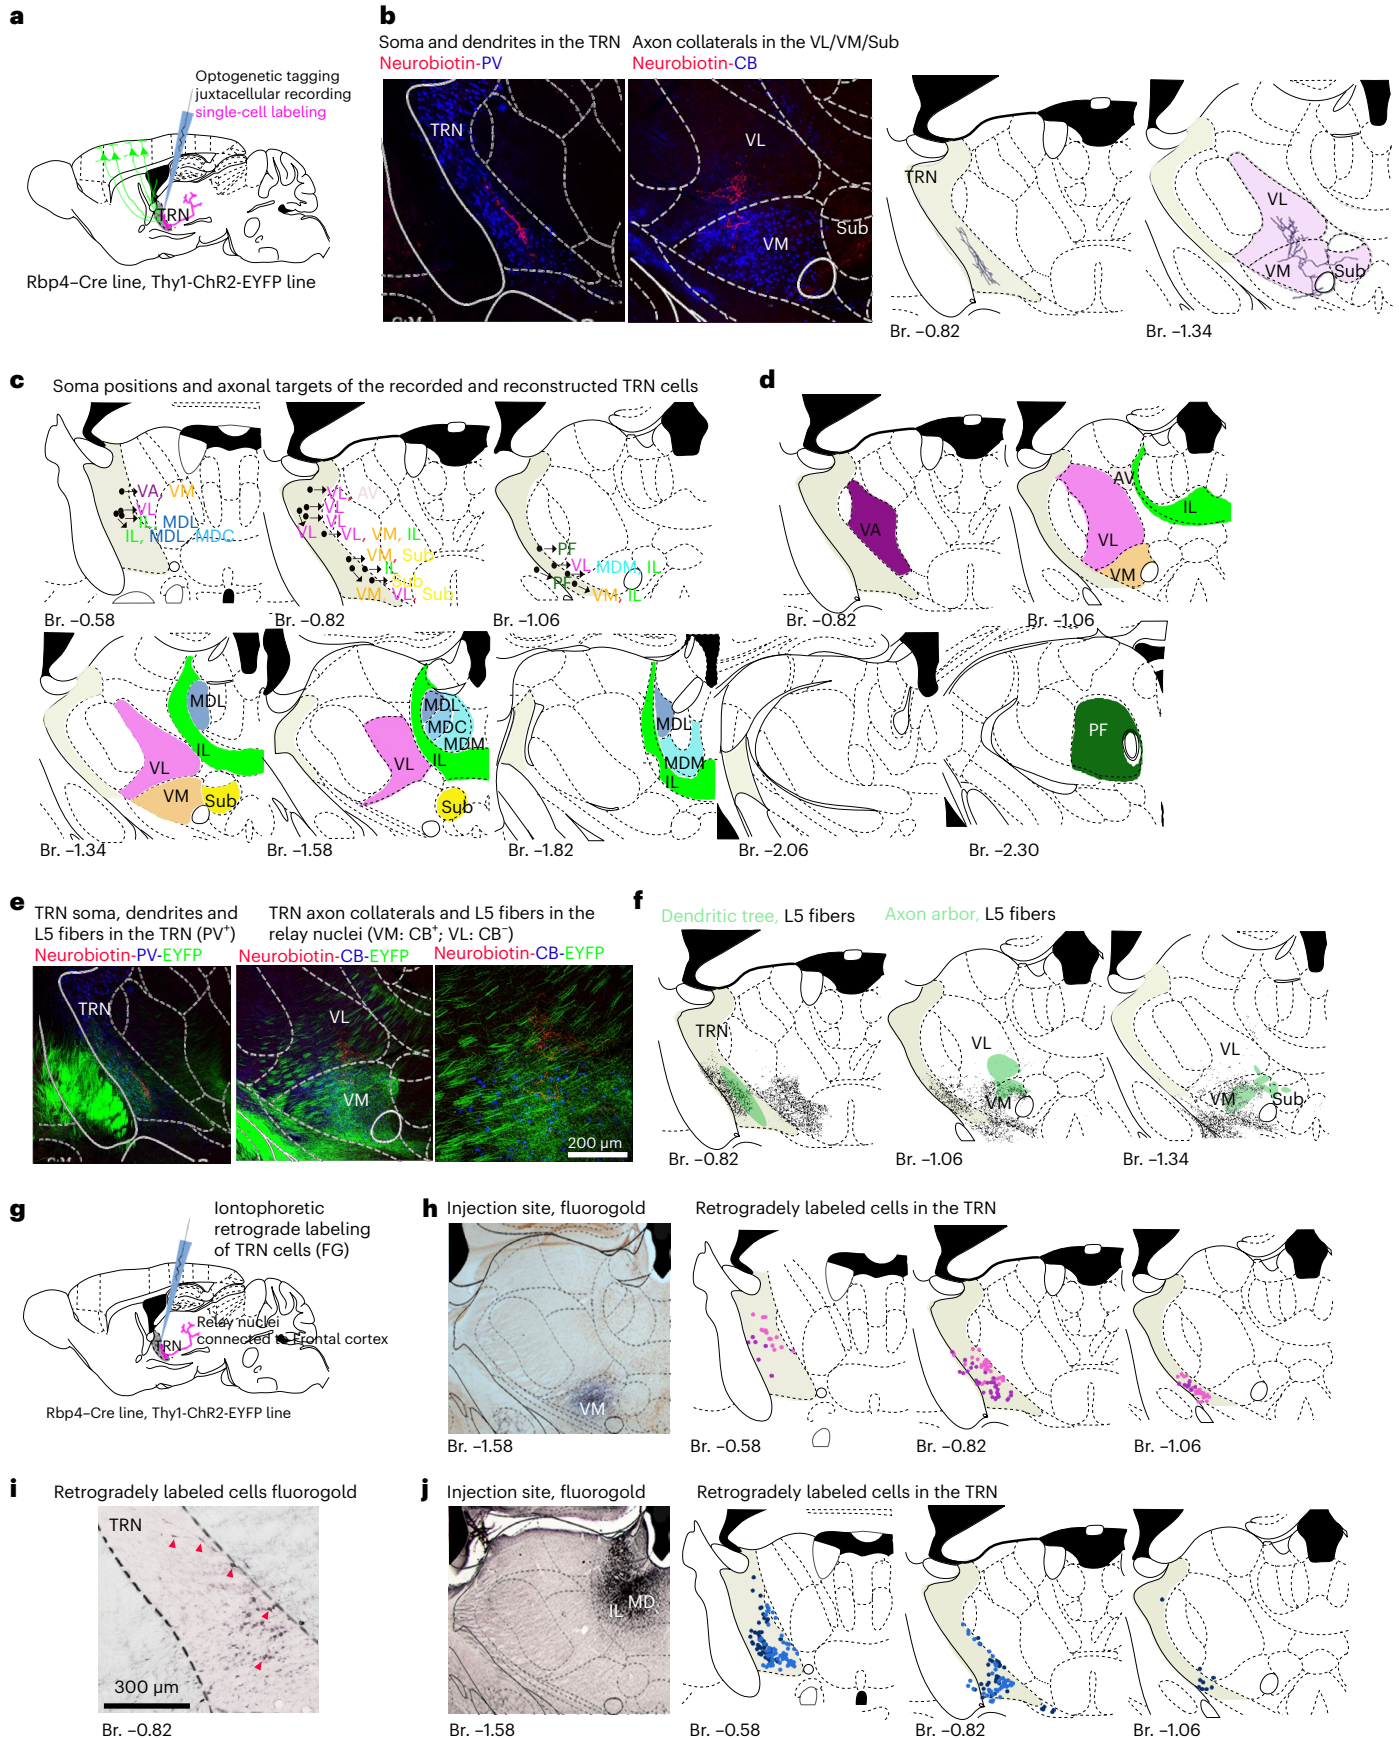 a
Optogenetic tagging
juxtacellular recording
single-cell labeling
TRN
Rbp4–Cre line, Thy1-ChR2-EYFP line
b
Soma and dendrites in the TRN
Neurobiotin-PV
TRN
Axon collaterals in the VL/VM/Sub
Neurobiotin-CB
VL
VM
Sub
TRN
Br. –0.82
VL
VM
Sub
Br. –1.34
c
Soma positions and axonal targets of the recorded and reconstructed TRN cells
VA, VM
VL
IL, MDL
IL, MDL, MDC
Br. –0.58
VL, AV
VL
VL
VL
VL, VM, IL
VM, Sub
IL
Sub
VM, VL, Sub
Br. –0.82
PF
VL, MDM, IL
PF
VM, IL
Br. –1.06
d
VA
Br. –0.82
AV
IL
VL
VM
Br. –1.06
MDL
IL
VL
VM
Sub
Br. –1.34
MDL
MDC
MDM
VL
IL
Sub
Br. –1.58
MDL
MDM
IL
Br. –1.82
Br. –2.06
PF
Br. –2.30
e
TRN soma, dendrites and
L5 fibers in the TRN (PV⁺)
Neurobiotin-PV-EYFP
TRN
TRN axon collaterals and L5 fibers in the
relay nuclei (VM: CB⁺; VL: CB⁻)
Neurobiotin-CB-EYFP
VL
VM
Neurobiotin-CB-EYFP
200 µm
f
Dendritic tree, L5 fibers
TRN
Br. –0.82
Axon arbor, L5 fibers
VL
VM
Br. –1.06
VL
VM
Sub
Br. –1.34
g
Iontophoretic
retrograde labeling
of TRN cells (FG)
Relay nuclei
connected to Frontal cortex
TRN
Rbp4–Cre line, Thy1-ChR2-EYFP line
h
Injection site, fluorogold
VM
Br. –1.58
Retrogradely labeled cells in the TRN
Br. –0.58
Br. –0.82
Br. –1.06
i
Retrogradely labeled cells fluorogold
TRN
300 µm
Br. –0.82
j
Injection site, fluorogold
IL
MD
Br. –1.58
Retrogradely labeled cells in the TRN
Br. –0.58
Br. –0.82
Br. –1.06